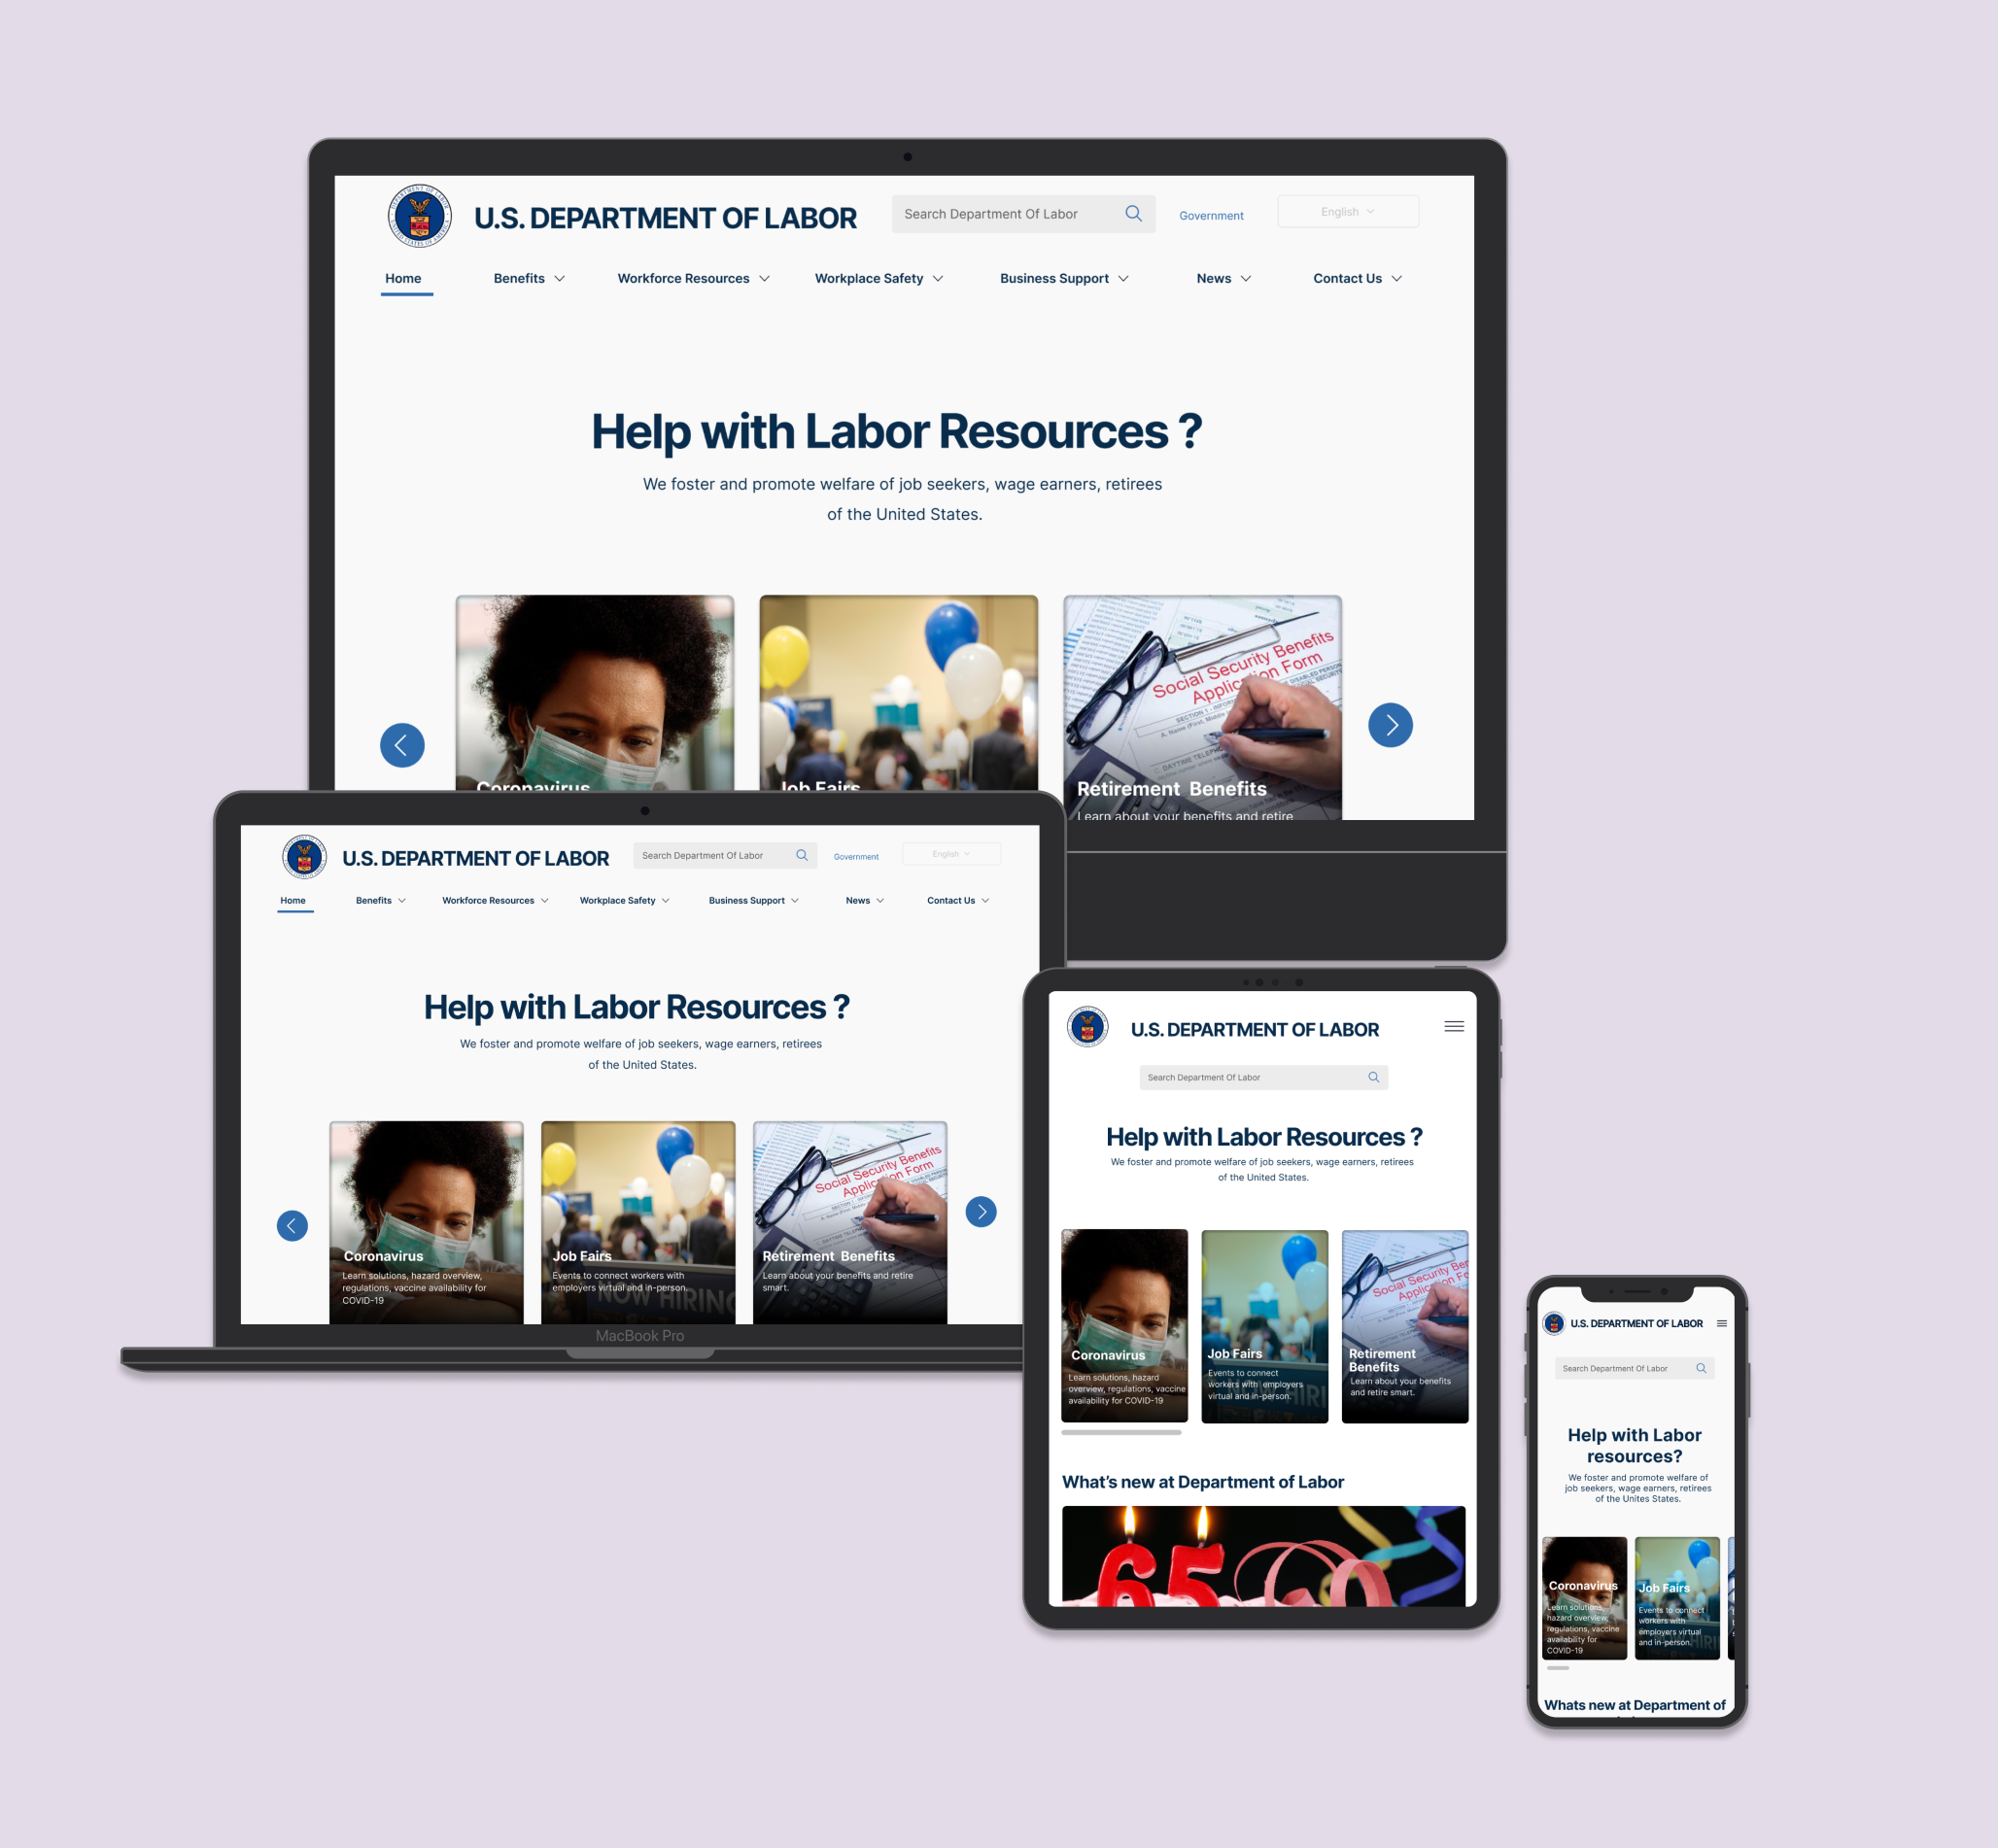 U.S. DEPARTMENT OF LABOR
Search Department Of Labor
Government
English
Home
Benefits
Workforce Resources
Workplace Safety
Business Support
News
Contact Us
Help with Labor Resources ?
We foster and promote welfare of job seekers, wage earners, retirees
of the United States.
Social Security Benefits
Application Form
Coronavirus
Job Fairs
Retirement Benefits
Learn about your benefits and retire
U.S. DEPARTMENT OF LABOR
Search Department Of Labor
Government
English
Home
Benefits
Workforce Resources
Workplace Safety
Business Support
News
Contact Us
Help with Labor Resources ?
We foster and promote welfare of job seekers, wage earners, retirees
of the United States.
Social Security Benefits
Application Form
Coronavirus
Learn solutions, hazard overview,
regulations, vaccine availability for
COVID-19
Job Fairs
Events to connect workers with
employers virtual and in-person.
NOW HIRING
Retirement Benefits
Learn about your benefits and retire
smart.
MacBook Pro
U.S. DEPARTMENT OF LABOR
Search Department Of Labor
Help with Labor Resources ?
We foster and promote welfare of job seekers, wage earners, retirees
of the United States.
Social Security
Coronavirus
Learn solutions, hazard
overview, regulations, vaccine
availability for COVID-19
Job Fairs
Events to connect
workers with employers
virtual and in-person.
Retirement
Benefits
Learn about your benefits
and retire smart.
What's new at Department of Labor
65
U.S. DEPARTMENT OF LABOR
Search Department Of Labor
Help with Labor
resources?
We foster and promote welfare of
job seekers, wage earners, retirees
of the Unites States.
Coronavirus
Learn solutions,
hazard overview,
regulations, vaccine
availability for
COVID-19
Job Fairs
Events to connect
workers with
employers virtual
and in-person.
Whats new at Department of